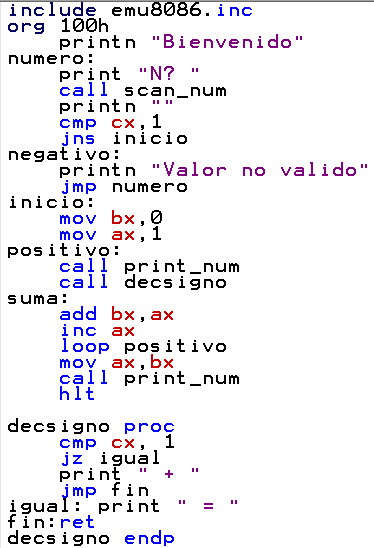 include emu8086.inc
org 100h
printn "Bienvenido"
numero:
print "N? "
call scan_num
printn ""
cmp cx,1
jns inicio
negativo:
printn "Valor no valido"
jmp numero
inicio:
mov bx,0
mov ax,1
positivo:
call print_num
call decsigno
suma:
add bx,ax
inc ax
loop positivo
mov ax,bx
call print_num
hlt
decsigno proc
cmp cx, 1
jz igual
print " + "
jmp fin
igual: print " = "
fin:ret
decsigno endp